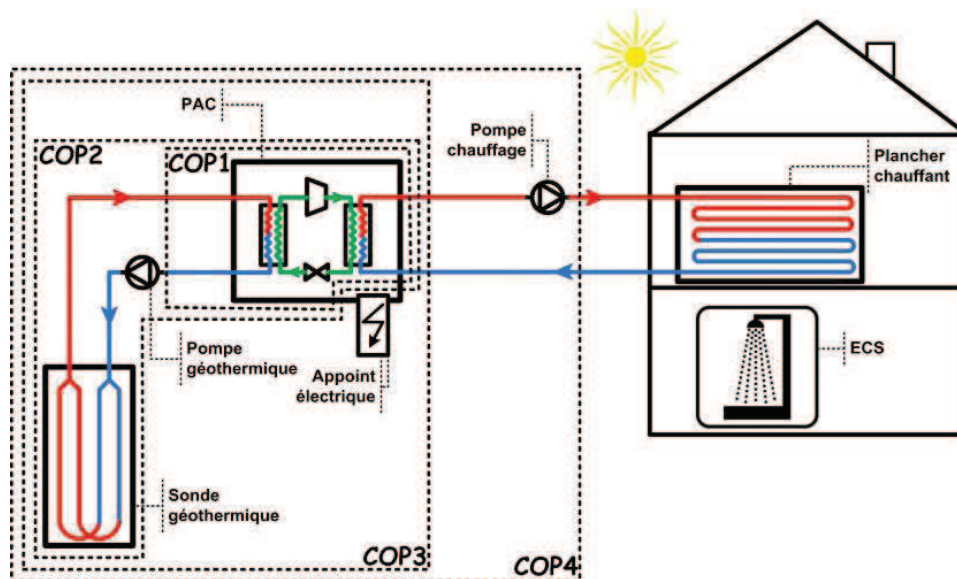 PAC
COP2
COP1
Pompe
chauffage
Plancher
chauffant
Pompe
géothermique
Appoint
électrique
ECS
Sonde
géothermique
COP3
COP4